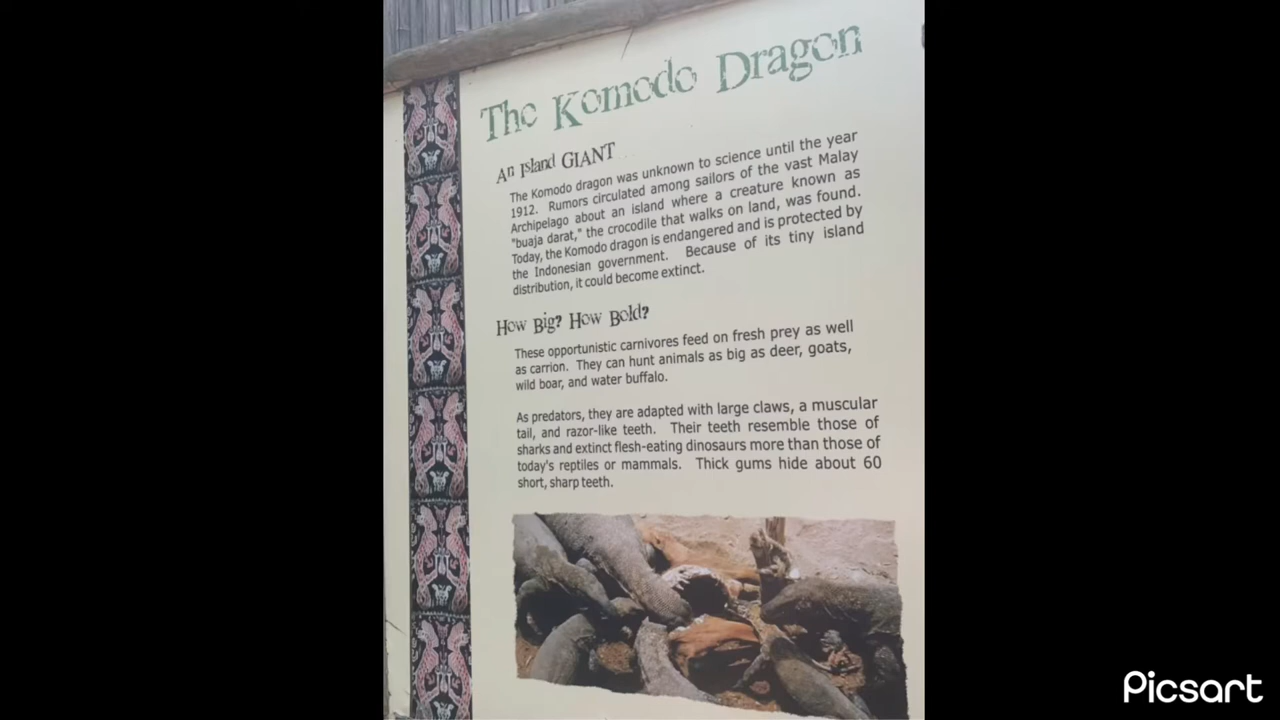 The Komodo Dragon
An Island GIANT
The Komodo dragon was unknown to science until the year
1912. Rumors circulated among sailors of the vast Malay
Archipelago about an island where a creature known as
"buaja darat," the crocodile that walks on land, was found.
Today, the Komodo dragon is endangered and is protected by
the Indonesian government. Because of its tiny island
distribution, it could become extinct.
How Big? How Bold?
These opportunistic carnivores feed on fresh prey as well
as carrion. They can hunt animals as big as deer, goats,
wild boar, and water buffalo.
As predators, they are adapted with large claws, a muscular
tail, and razor-like teeth. Their teeth resemble those of
sharks and extinct flesh-eating dinosaurs more than those of
today's reptiles or mammals. Thick gums hide about 60
short, sharp teeth.
Picsart